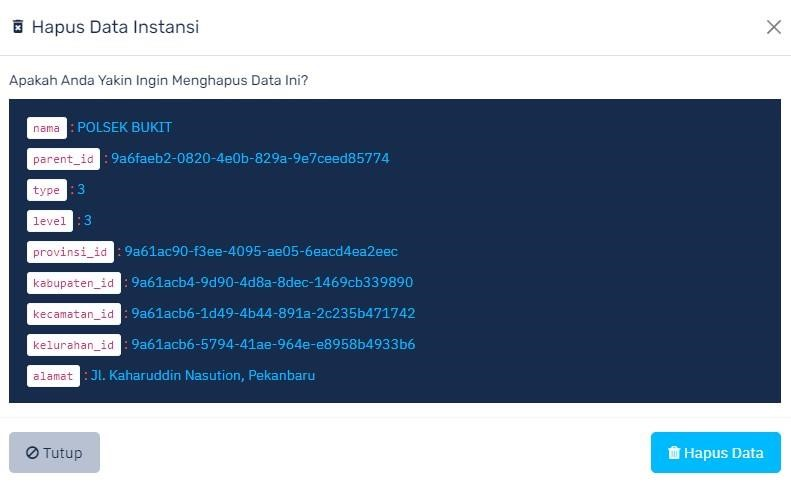 Hapus Data Instansi
Apakah Anda Yakin Ingin Menghapus Data Ini?
nama : POLSEK BUKIT
parent_id : 9a6faeb2-0820-4e0b-829a-9e7ceed85774
type : 3
level : 3
provinsi_id : 9a61ac90-f3ee-4095-ae05-6eacd4ea2eec
kabupaten_id : 9a61acb4-9d90-4d8a-8dec-1469cb339890
kecamatan_id : 9a61acb6-1d49-4b44-891a-2c235b471742
kelurahan_id : 9a61acb6-5794-41ae-964e-e8958b4933b6
alamat : Jl. Kaharuddin Nasution, Pekanbaru
Tutup
Hapus Data